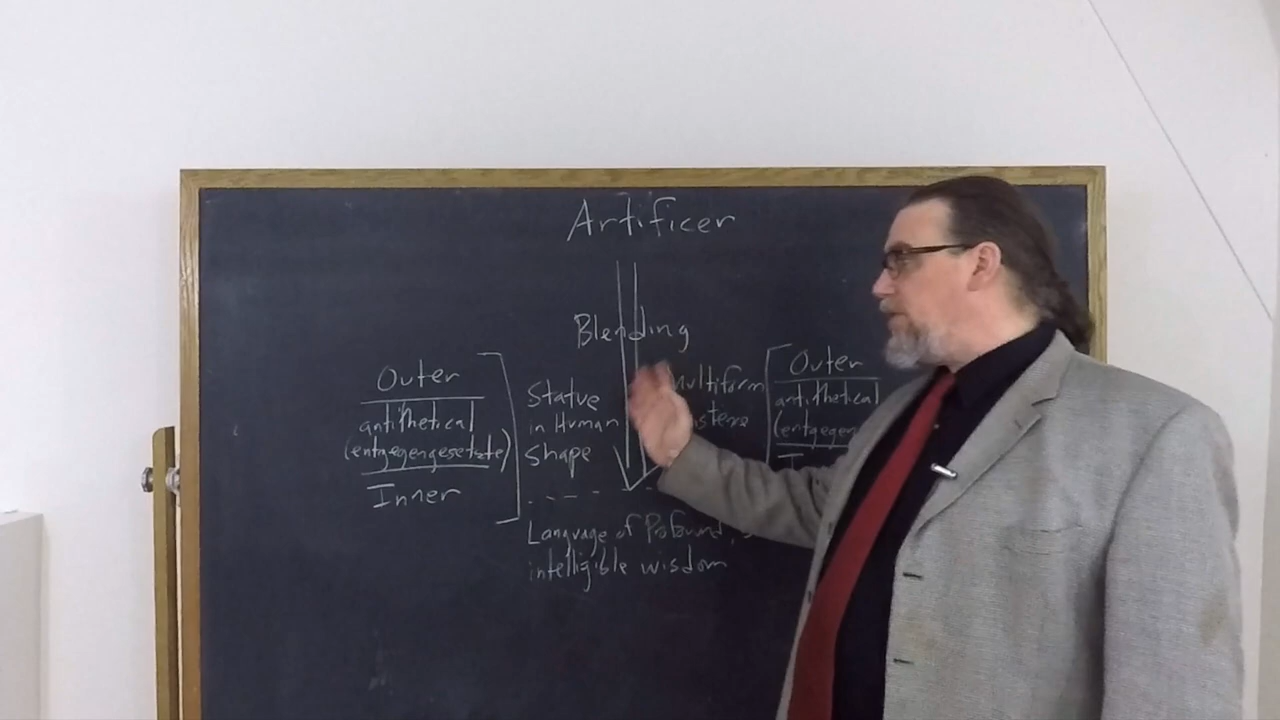 Artificer
Blending
Outer
antithetical
(entgegengesetzte)
Inner
Statue
in Human
shape
Multiform
Outer
antithetical
Language of Profound,
intelligible wisdom